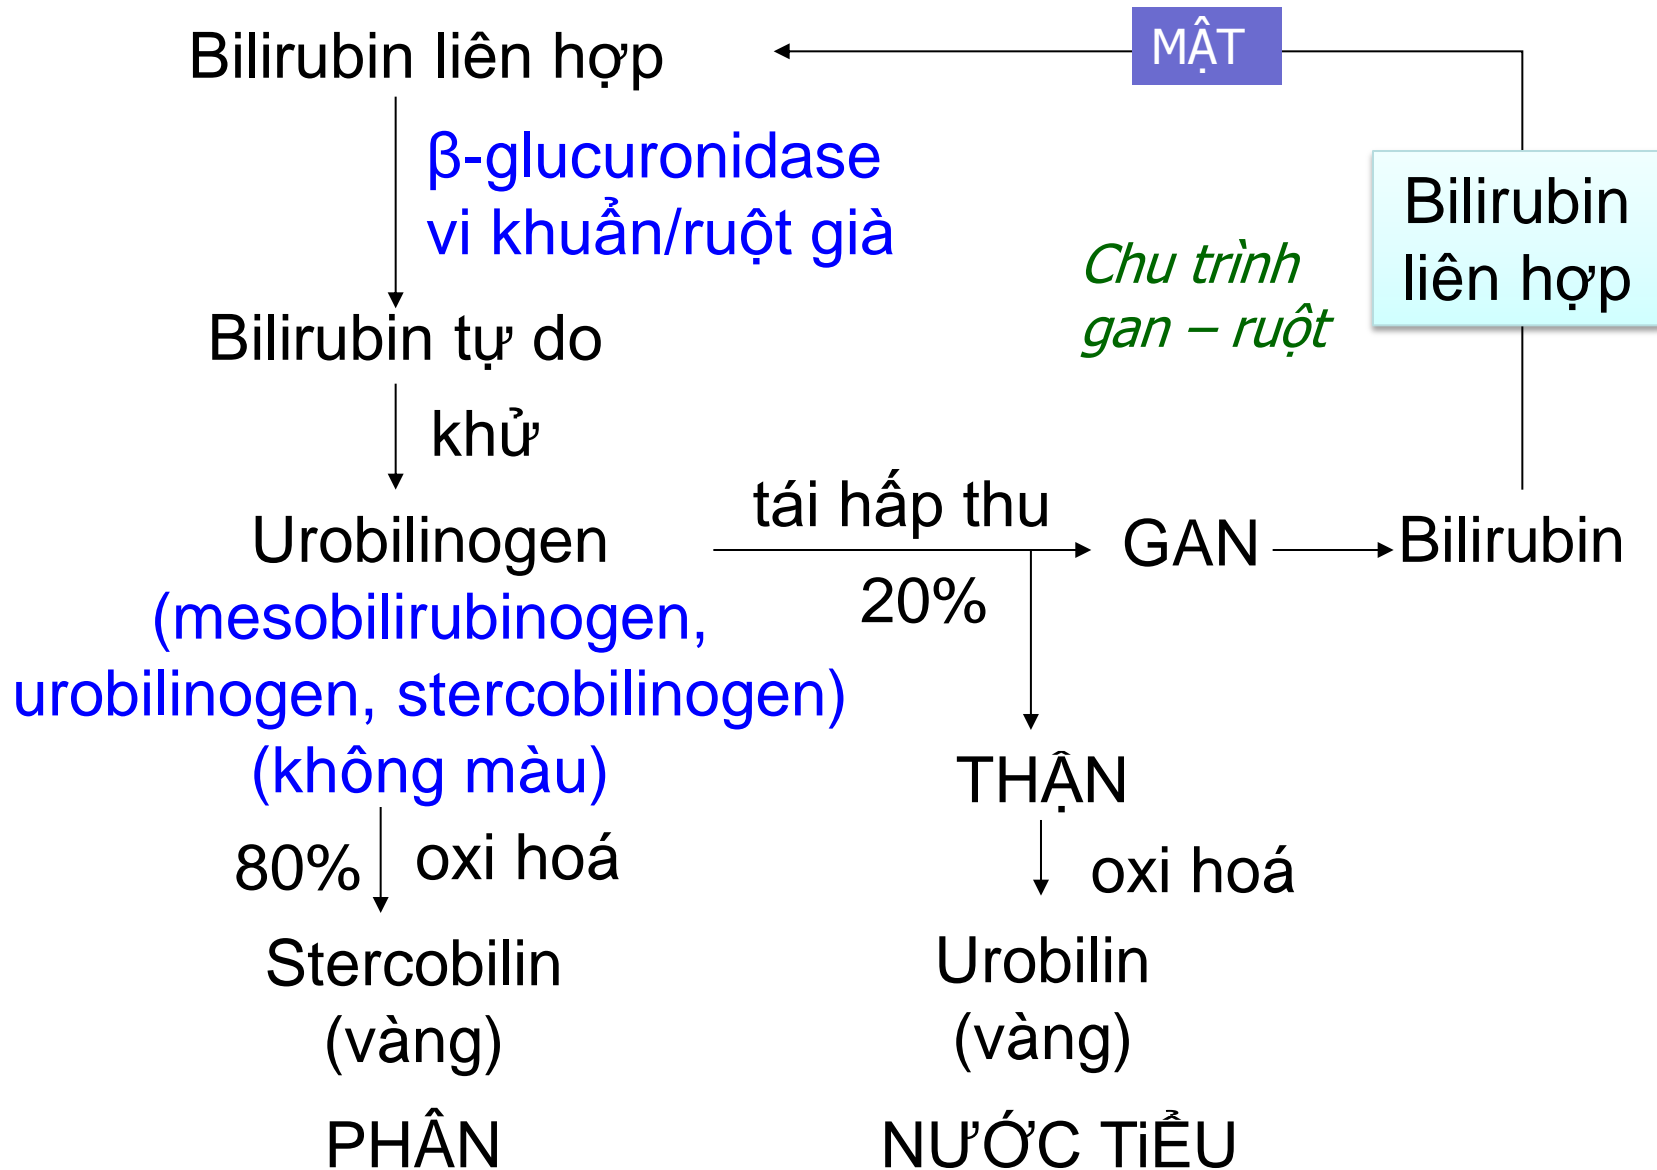 Bilirubin liên hợp
MẬT
β-glucuronidase
vi khuẩn/ruột già
Bilirubin
liên hợp
Chu trình
gan – ruột
Bilirubin tự do
khử
Urobilinogen
(mesobilirubinogen,
urobilinogen, stercobilinogen)
(không màu)
tái hấp thu
20%
GAN
Bilirubin
THẬN
80%
oxi hoá
oxi hoá
Stercobilin
(vàng)
Urobilin
(vàng)
PHÂN
NƯỚC TiỂU